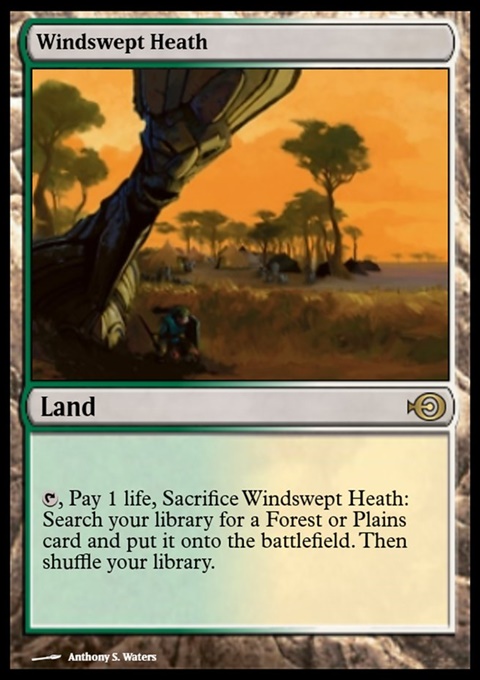 Windswept Heath
Land
, Pay 1 life, Sacrifice Windswept Heath:
Search your library for a Forest or Plains
card and put it onto the battlefield. Then
shuffle your library.
Anthony S. Waters